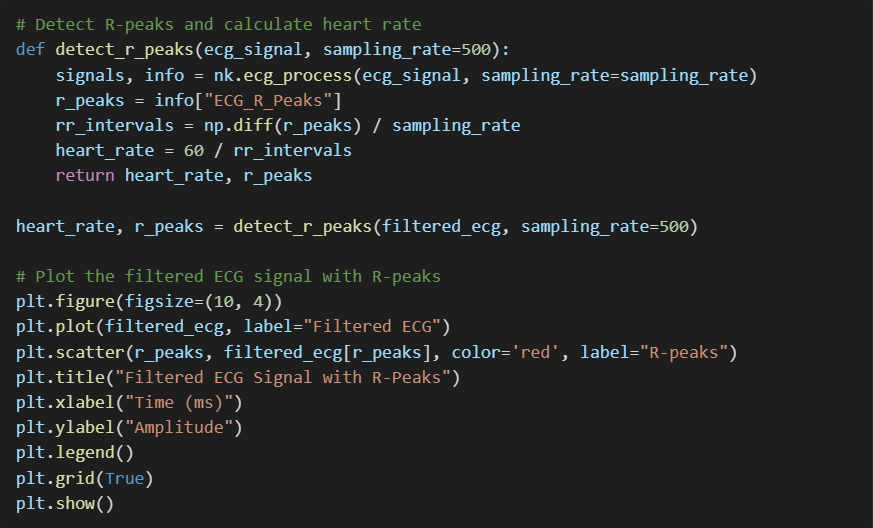 # Detect R-peaks and calculate heart rate
def detect_r_peaks(ecg_signal, sampling_rate=500):
    signals, info = nk.ecg_process(ecg_signal, sampling_rate=sampling_rate)
    r_peaks = info["ECG_R_Peaks"]
    rr_intervals = np.diff(r_peaks) / sampling_rate
    heart_rate = 60 / rr_intervals
    return heart_rate, r_peaks

heart_rate, r_peaks = detect_r_peaks(filtered_ecg, sampling_rate=500)

# Plot the filtered ECG signal with R-peaks
plt.figure(figsize=(10, 4))
plt.plot(filtered_ecg, label="Filtered ECG")
plt.scatter(r_peaks, filtered_ecg[r_peaks], color='red', label="R-peaks")
plt.title("Filtered ECG Signal with R-Peaks")
plt.xlabel("Time (ms)")
plt.ylabel("Amplitude")
plt.legend()
plt.grid(True)
plt.show()